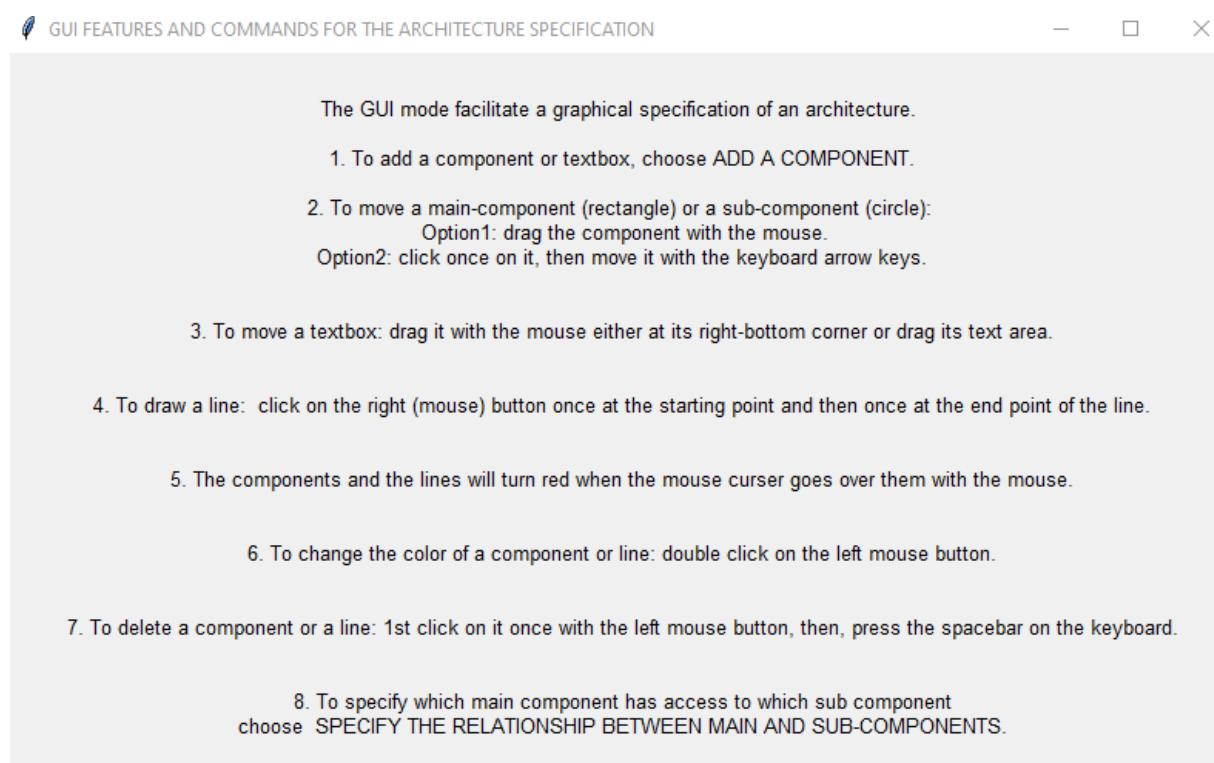 GUI FEATURES AND COMMANDS FOR THE ARCHITECTURE SPECIFICATION
The GUI mode facilitate a graphical specification of an architecture.
1. To add a component or textbox, choose ADD A COMPONENT.
2. To move a main-component (rectangle) or a sub-component (circle):
Option1: drag the component with the mouse.
Option2: click once on it, then move it with the keyboard arrow keys.
3. To move a textbox: drag it with the mouse either at its right-bottom corner or drag its text area.
4. To draw a line:  click on the right (mouse) button once at the starting point and then once at the end point of the line.
5. The components and the lines will turn red when the mouse curser goes over them with the mouse.
6. To change the color of a component or line: double click on the left mouse button.
7. To delete a component or a line: 1st click on it once with the left mouse button, then, press the spacebar on the keyboard.
8. To specify which main component has access to which sub component
choose  SPECIFY THE RELATIONSHIP BETWEEN MAIN AND SUB-COMPONENTS.